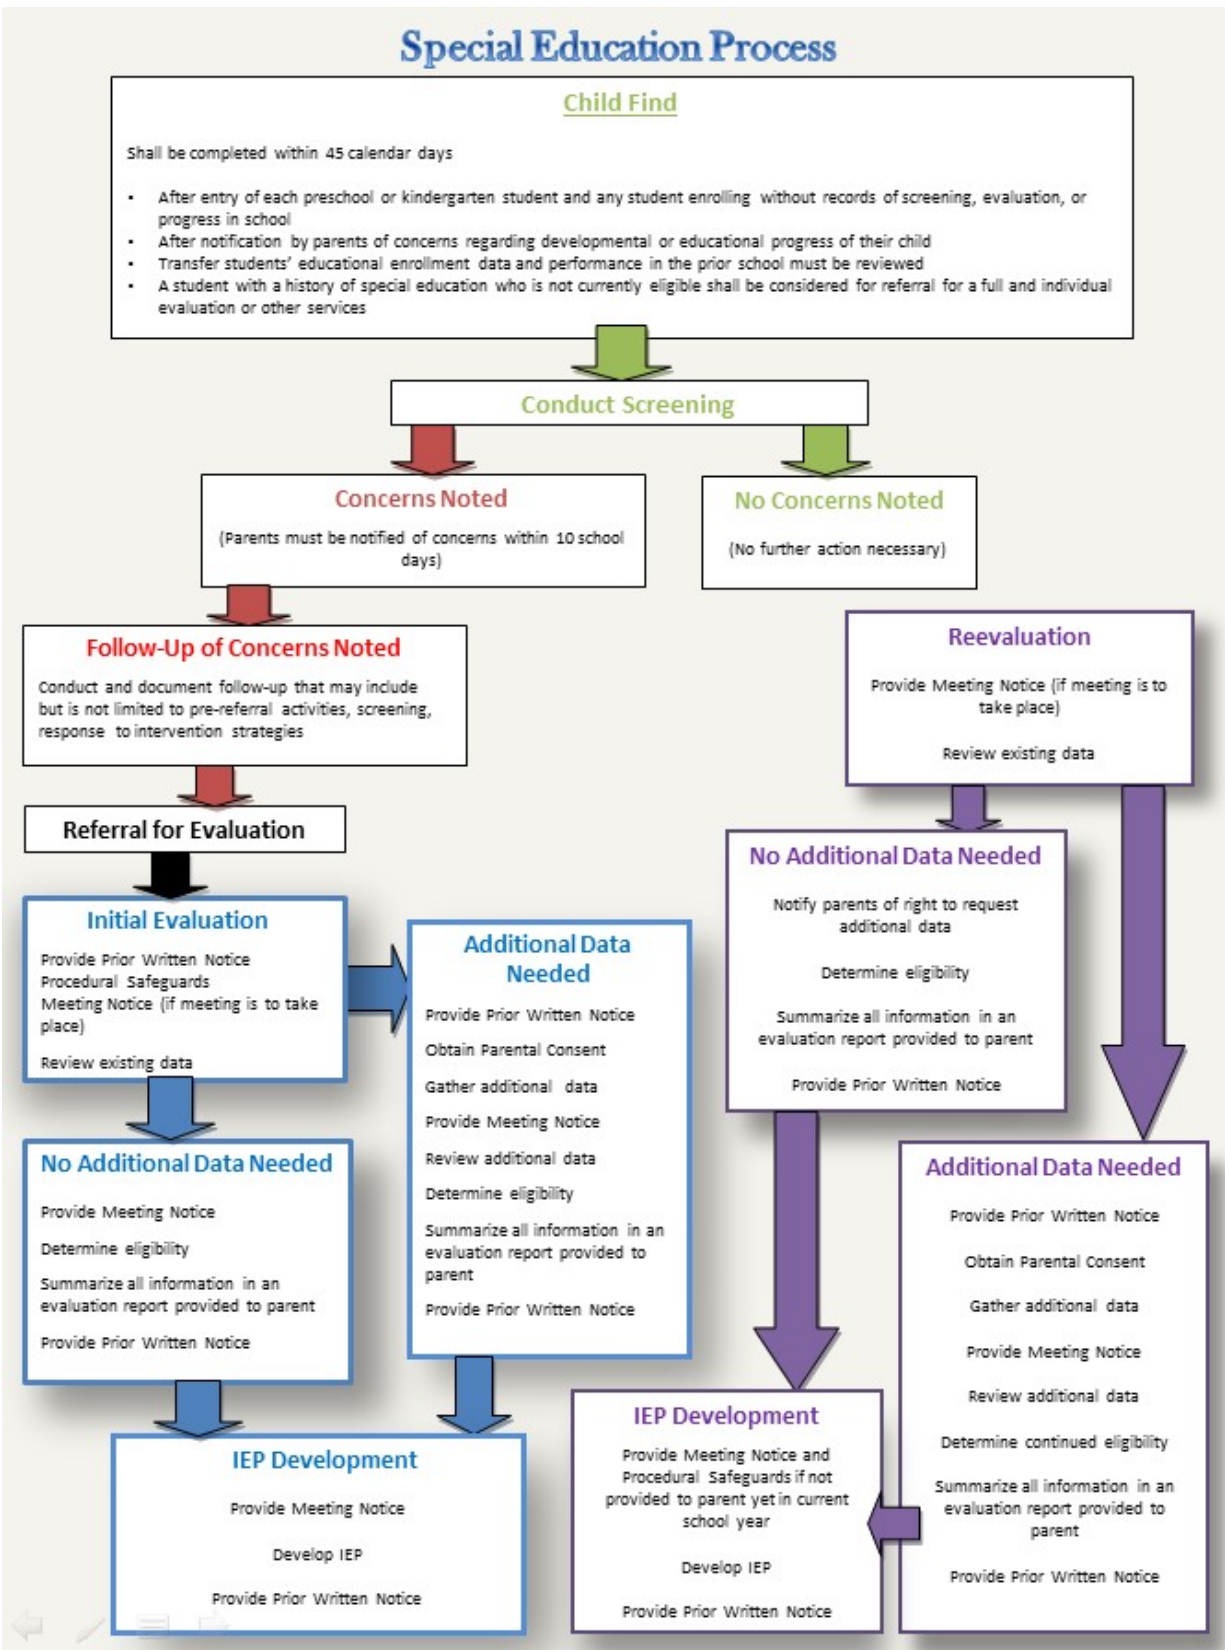 Special Education Process
Child Find
Shall be completed within 45 calendar days
▪ After entry of each preschool or kindergarten student and any student enrolling without records of screening, evaluation, or
progress in school
▪ After notification by parents of concerns regarding developmental or educational progress of their child
▪ Transfer students' educational enrollment data and performance in the prior school must be reviewed
▪ A student with a history of special education who is not currently eligible shall be considered for referral for a full and individual
evaluation or other services
Conduct Screening
Concerns Noted
(Parents must be notified of concerns within 10 school
days)
No Concerns Noted
(No further action necessary)
Follow-Up of Concerns Noted
Conduct and document follow-up that may include
but is not limited to pre-referral activities, screening,
response to intervention strategies
Referral for Evaluation
Initial Evaluation
Provide Prior Written Notice
Procedural Safeguards
Meeting Notice (if meeting is to take
place)
Review existing data
Additional Data
Needed
Provide Prior Written Notice
Obtain Parental Consent
Gather additional data
Provide Meeting Notice
Review additional data
Determine eligibility
Summarize all information in an
evaluation report provided to
parent
Provide Prior Written Notice
No Additional Data Needed
Provide Meeting Notice
Determine eligibility
Summarize all information in an
evaluation report provided to parent
Provide Prior Written Notice
IEP Development
Provide Meeting Notice
Develop IEP
Provide Prior Written Notice
Reevaluation
Provide Meeting Notice (if meeting is to
take place)
Review existing data
No Additional Data Needed
Notify parents of right to request
additional data
Determine eligibility
Summarize all information in an
evaluation report provided to parent
Provide Prior Written Notice
Additional Data Needed
Provide Prior Written Notice
Obtain Parental Consent
Gather additional data
Provide Meeting Notice
Review additional data
Determine continued eligibility
Summarize all information in an
evaluation report provided to
parent
Provide Prior Written Notice
IEP Development
Provide Meeting Notice and
Procedural Safeguards if not
provided to parent yet in current
school year
Develop IEP
Provide Prior Written Notice